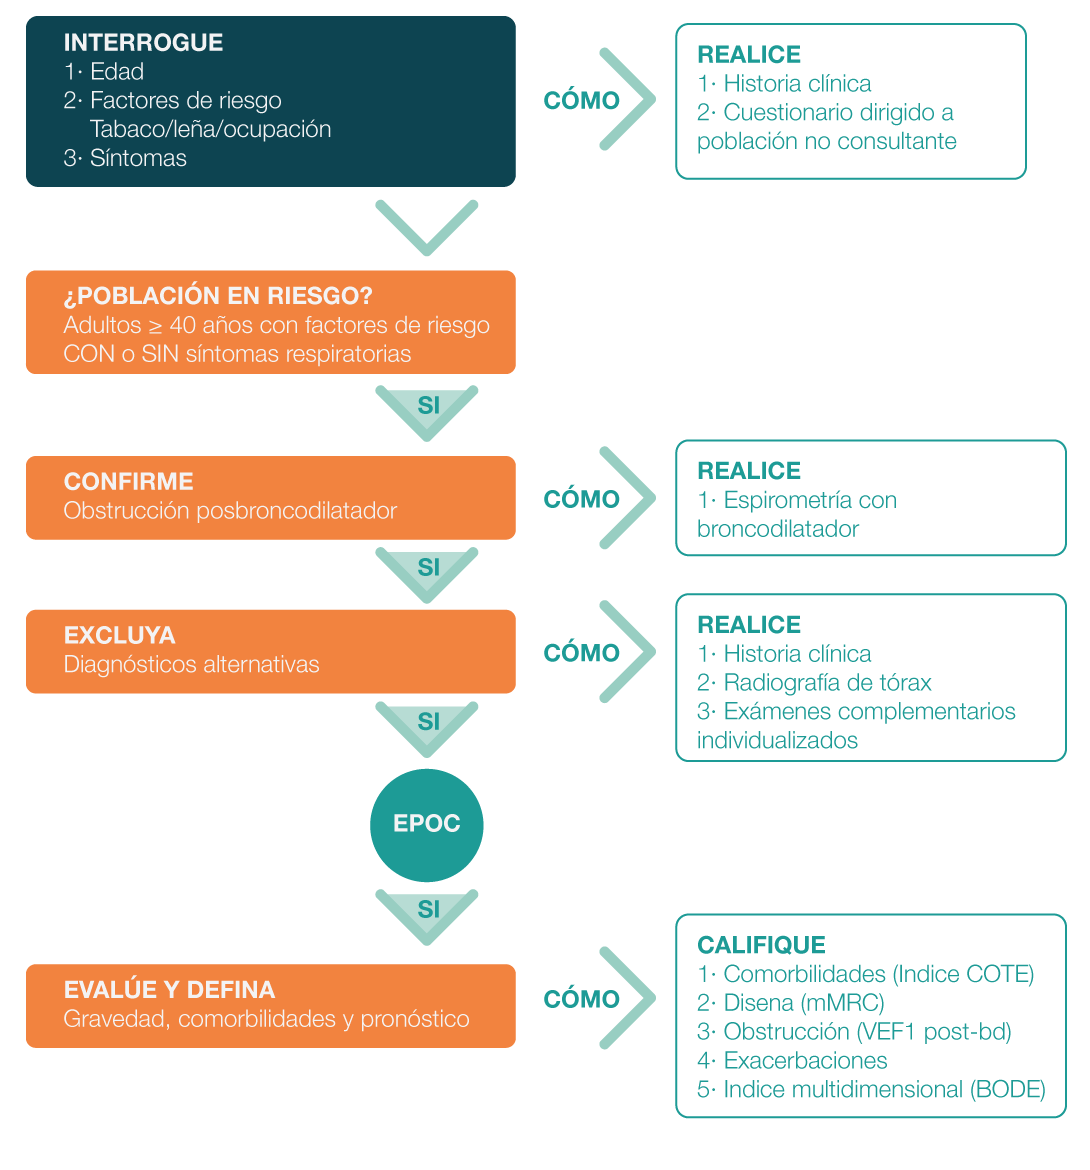 INTERROGUE
1· Edad
2· Factores de riesgo
Tabaco/leña/ocupación
3· Síntomas
CÓMO
REALICE
1· Historia clínica
2· Cuestionario dirigido a
población no consultante
¿POBLACIÓN EN RIESGO?
Adultos ≥ 40 años con factores de riesgo
CON o SIN síntomas respiratorias
SI
CONFIRME
Obstrucción posbroncodilatador
CÓMO
REALICE
1· Espirometría con
broncodilatador
SI
EXCLUYA
Diagnósticos alternativas
CÓMO
REALICE
1· Historia clínica
2· Radiografía de tórax
3· Exámenes complementarios
individualizados
SI
EPOC
SI
EVALÚE Y DEFINA
Gravedad, comorbilidades y pronóstico
CÓMO
CALIFIQUE
1· Comorbilidades (Indice COTE)
2· Disena (mMRC)
3· Obstrucción (VEF1 post-bd)
4· Exacerbaciones
5· Indice multidimensional (BODE)